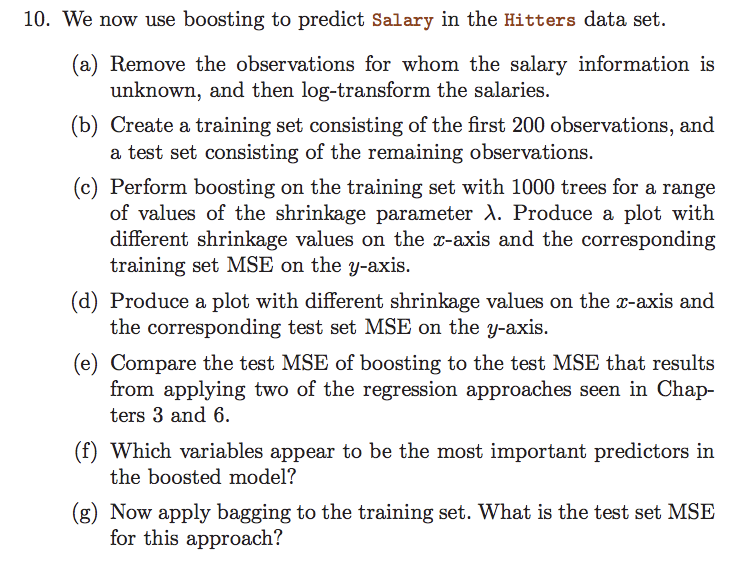 10. We now use boosting to predict Salary in the Hitters data set.
(a) Remove the observations for whom the salary information is
unknown, and then log-transform the salaries.
(b) Create a training set consisting of the first 200 observations, and
a test set consisting of the remaining observations.
(c) Perform boosting on the training set with 1000 trees for a range
of values of the shrinkage parameter λ. Produce a plot with
different shrinkage values on the x-axis and the corresponding
training set MSE on the y-axis.
(d) Produce a plot with different shrinkage values on the x-axis and
the corresponding test set MSE on the y-axis.
(e) Compare the test MSE of boosting to the test MSE that results
from applying two of the regression approaches seen in Chap-
ters 3 and 6.
(f) Which variables appear to be the most important predictors in
the boosted model?
(g) Now apply bagging to the training set. What is the test set MSE
for this approach?